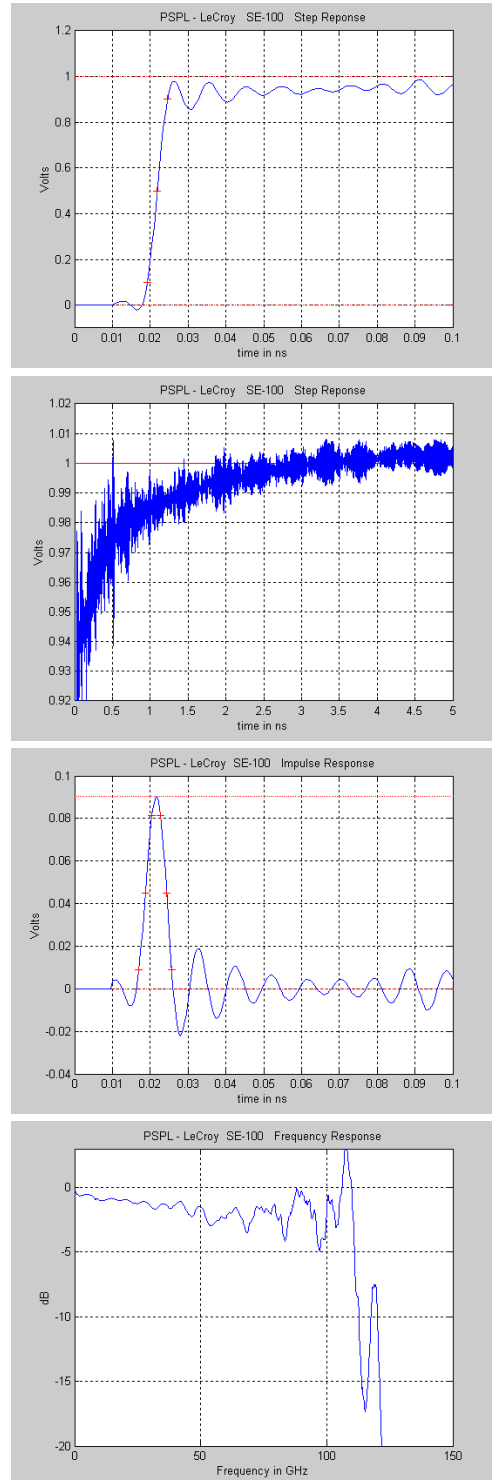 PSPL - LeCroy SE-100 Step Reponse
1.2
1
0.8
0.6
0.4
0.2
0
Volts
0 0.01 0.02 0.03 0.04 0.05 0.06 0.07 0.08 0.09 0.1
time in ns
PSPL - LeCroy SE-100 Step Reponse
1.02
1.01
1
0.99
0.98
0.97
0.96
0.95
0.94
0.93
0.92
Volts
0 0.5 1 1.5 2 2.5 3 3.5 4 4.5 5
time in ns
PSPL - LeCroy SE-100 Impulse Response
0.1
0.08
0.06
0.04
0.02
0
-0.02
-0.04
Volts
0 0.01 0.02 0.03 0.04 0.05 0.06 0.07 0.08 0.09 0.1
time in ns
PSPL - LeCroy SE-100 Frequency Response
0
-5
-10
-15
-20
dB
0 50 100 150
Frequency in GHz